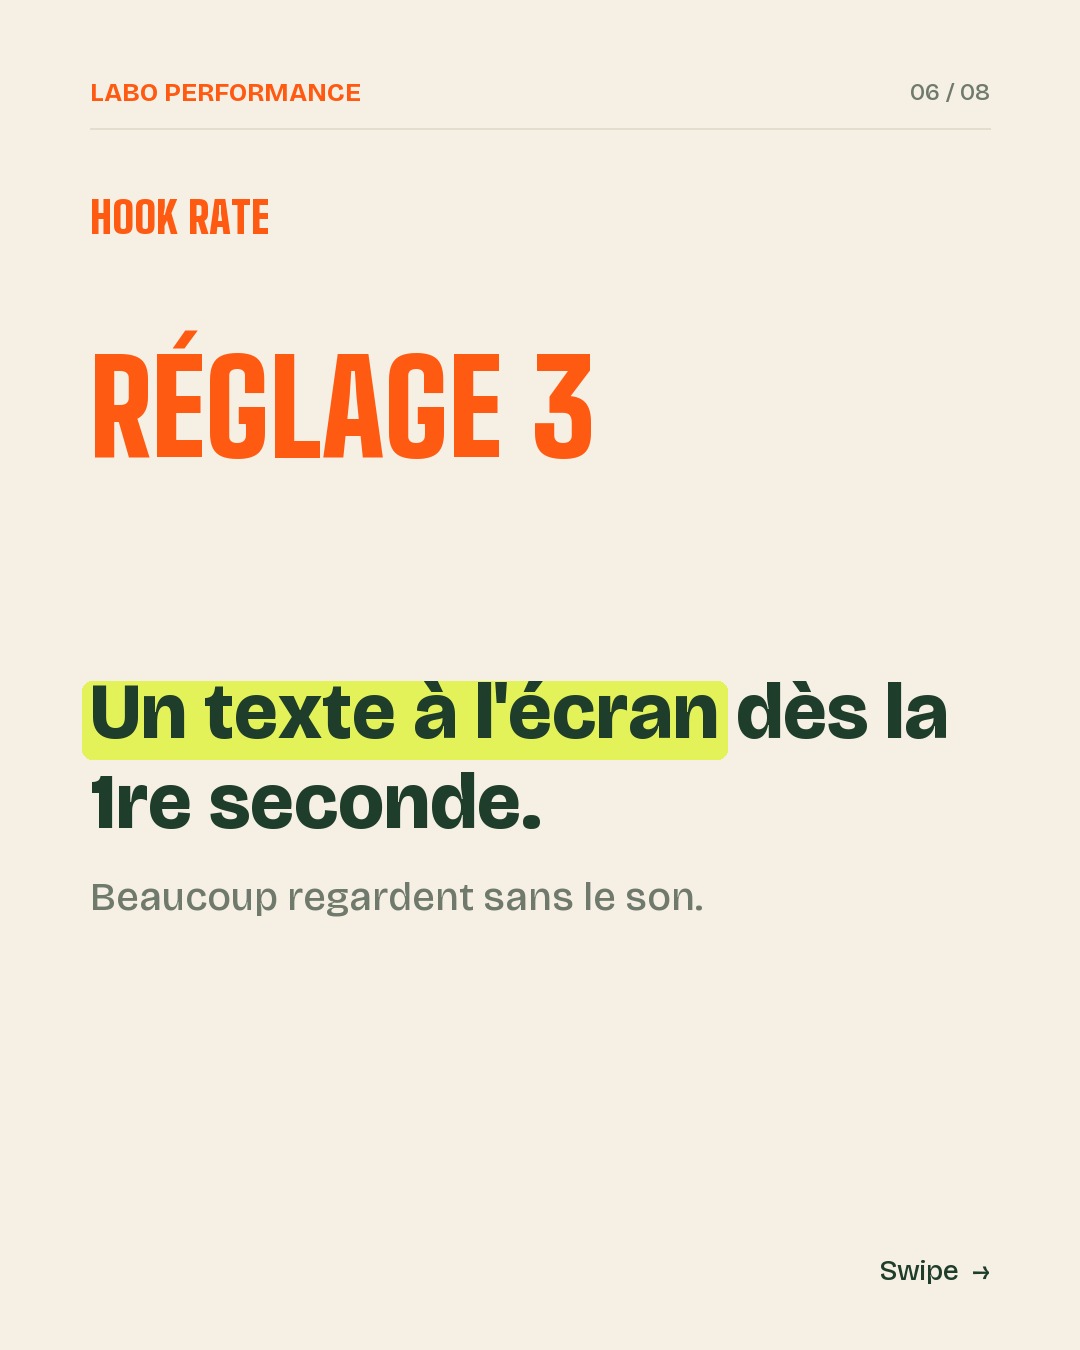 LABO PERFORMANCE
06 / 08
HOOK RATE
RÉGLAGE 3
Un texte à l'écran dès la
1re seconde.
Beaucoup regardent sans le son.
Swipe →